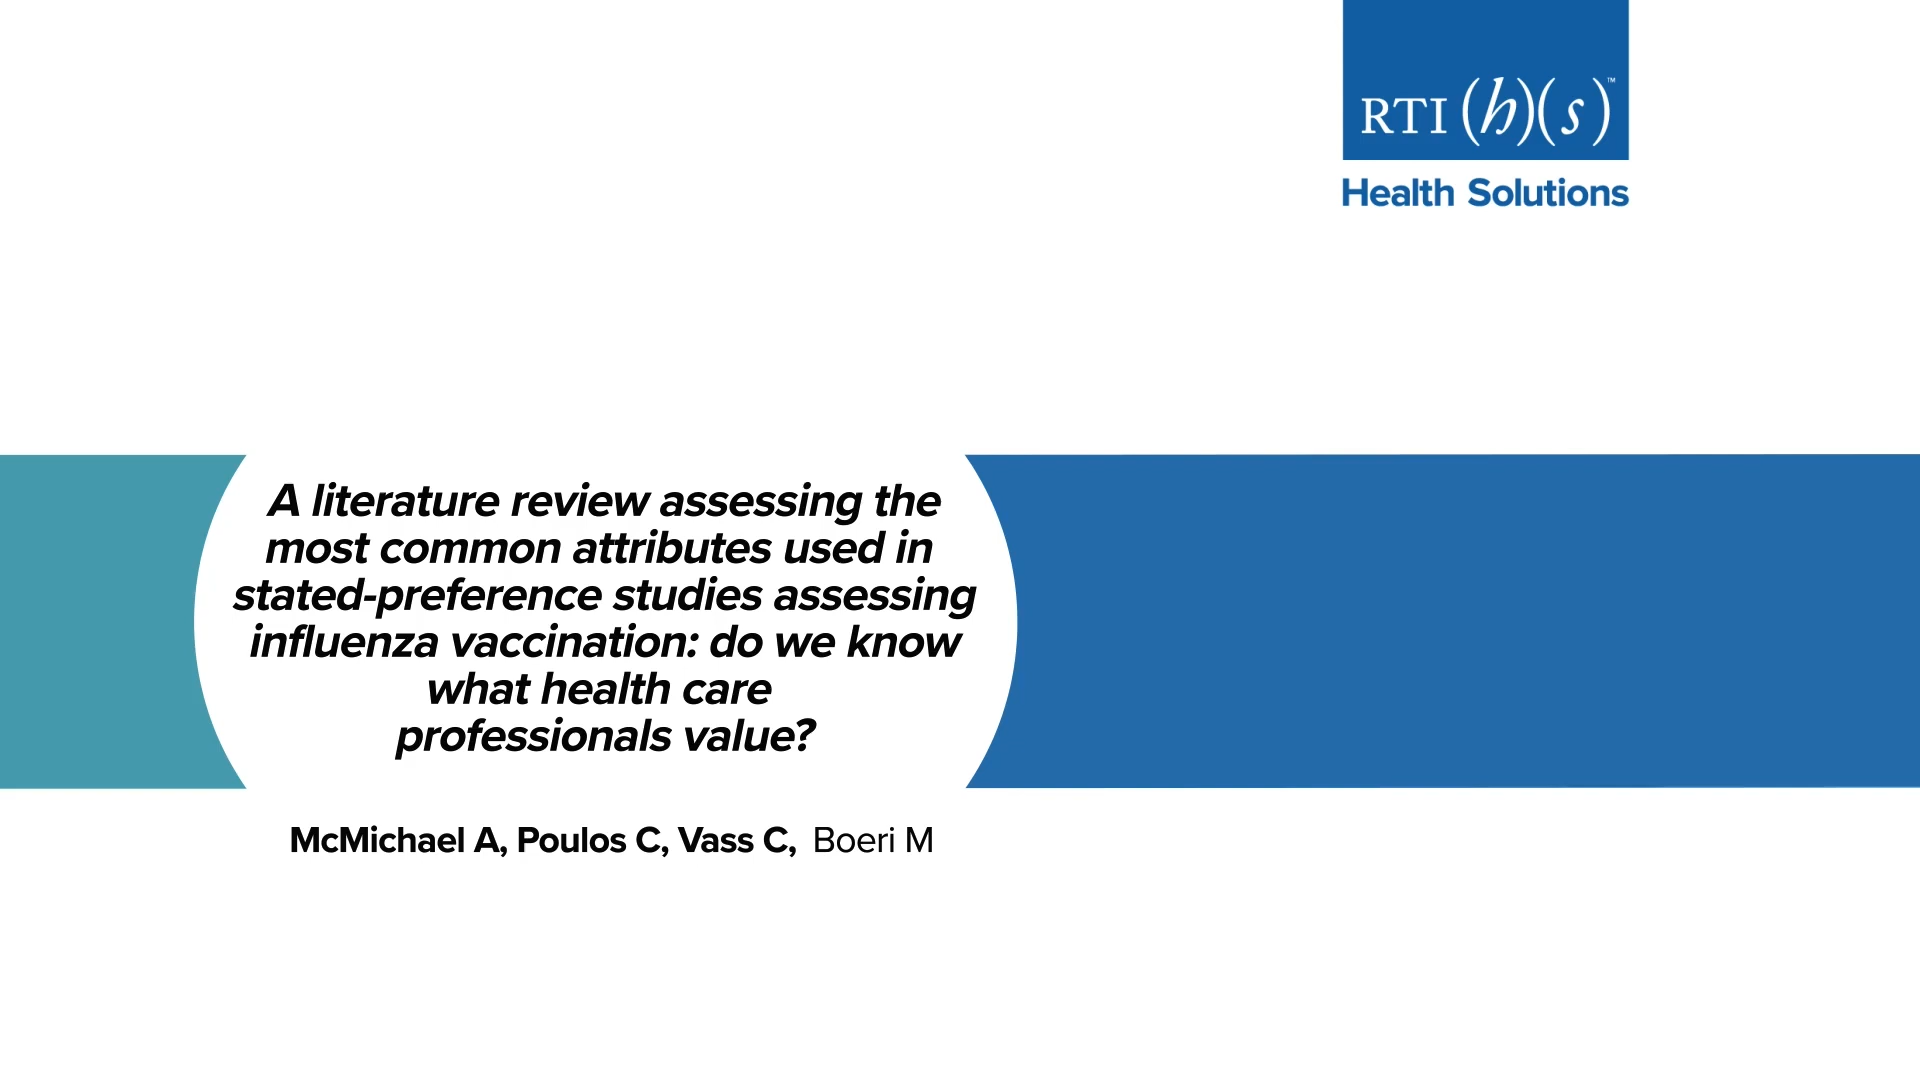 RTI (h)(s)™
Health Solutions
A literature review assessing the
most common attributes used in
stated-preference studies assessing
influenza vaccination: do we know
what health care
professionals value?
McMichael A, Poulos C, Vass C, Boeri M